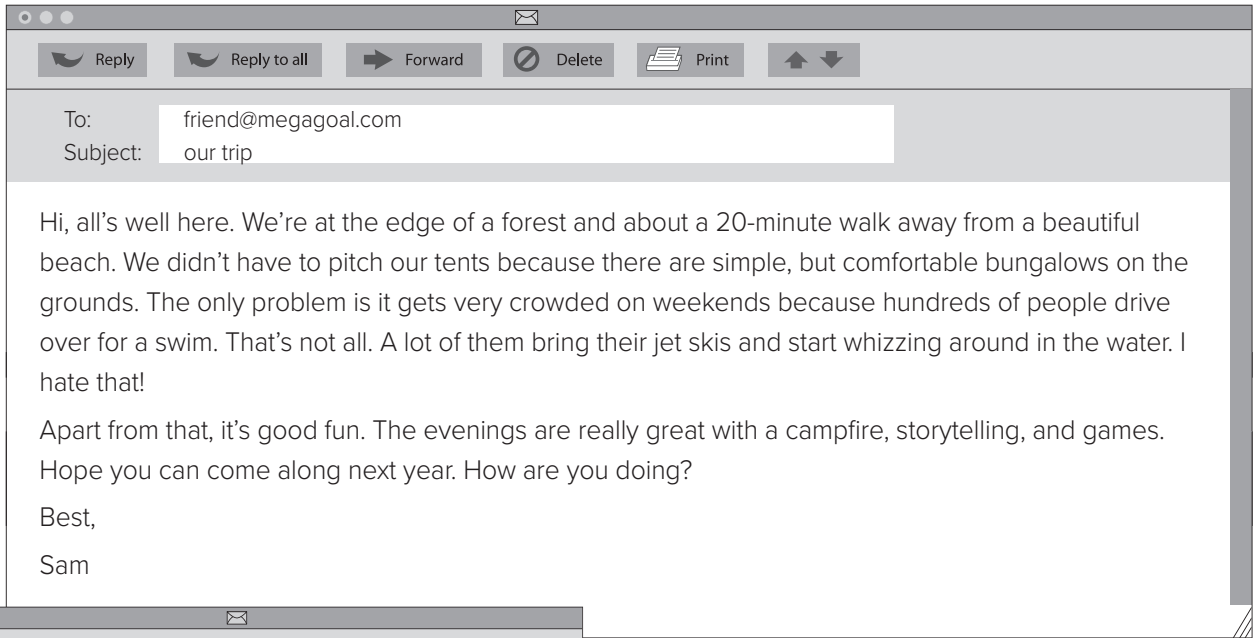 Reply Reply to all Forward Delete Print
To: friend@megagoal.com
Subject: our trip
Hi, all’s well here. We’re at the edge of a forest and about a 20-minute walk away from a beautiful
beach. We didn’t have to pitch our tents because there are simple, but comfortable bungalows on the
grounds. The only problem is it gets very crowded on weekends because hundreds of people drive
over for a swim. That’s not all. A lot of them bring their jet skis and start whizzing around in the water. I
hate that!
Apart from that, it’s good fun. The evenings are really great with a campfire, storytelling, and games.
Hope you can come along next year. How are you doing?
Best,
Sam